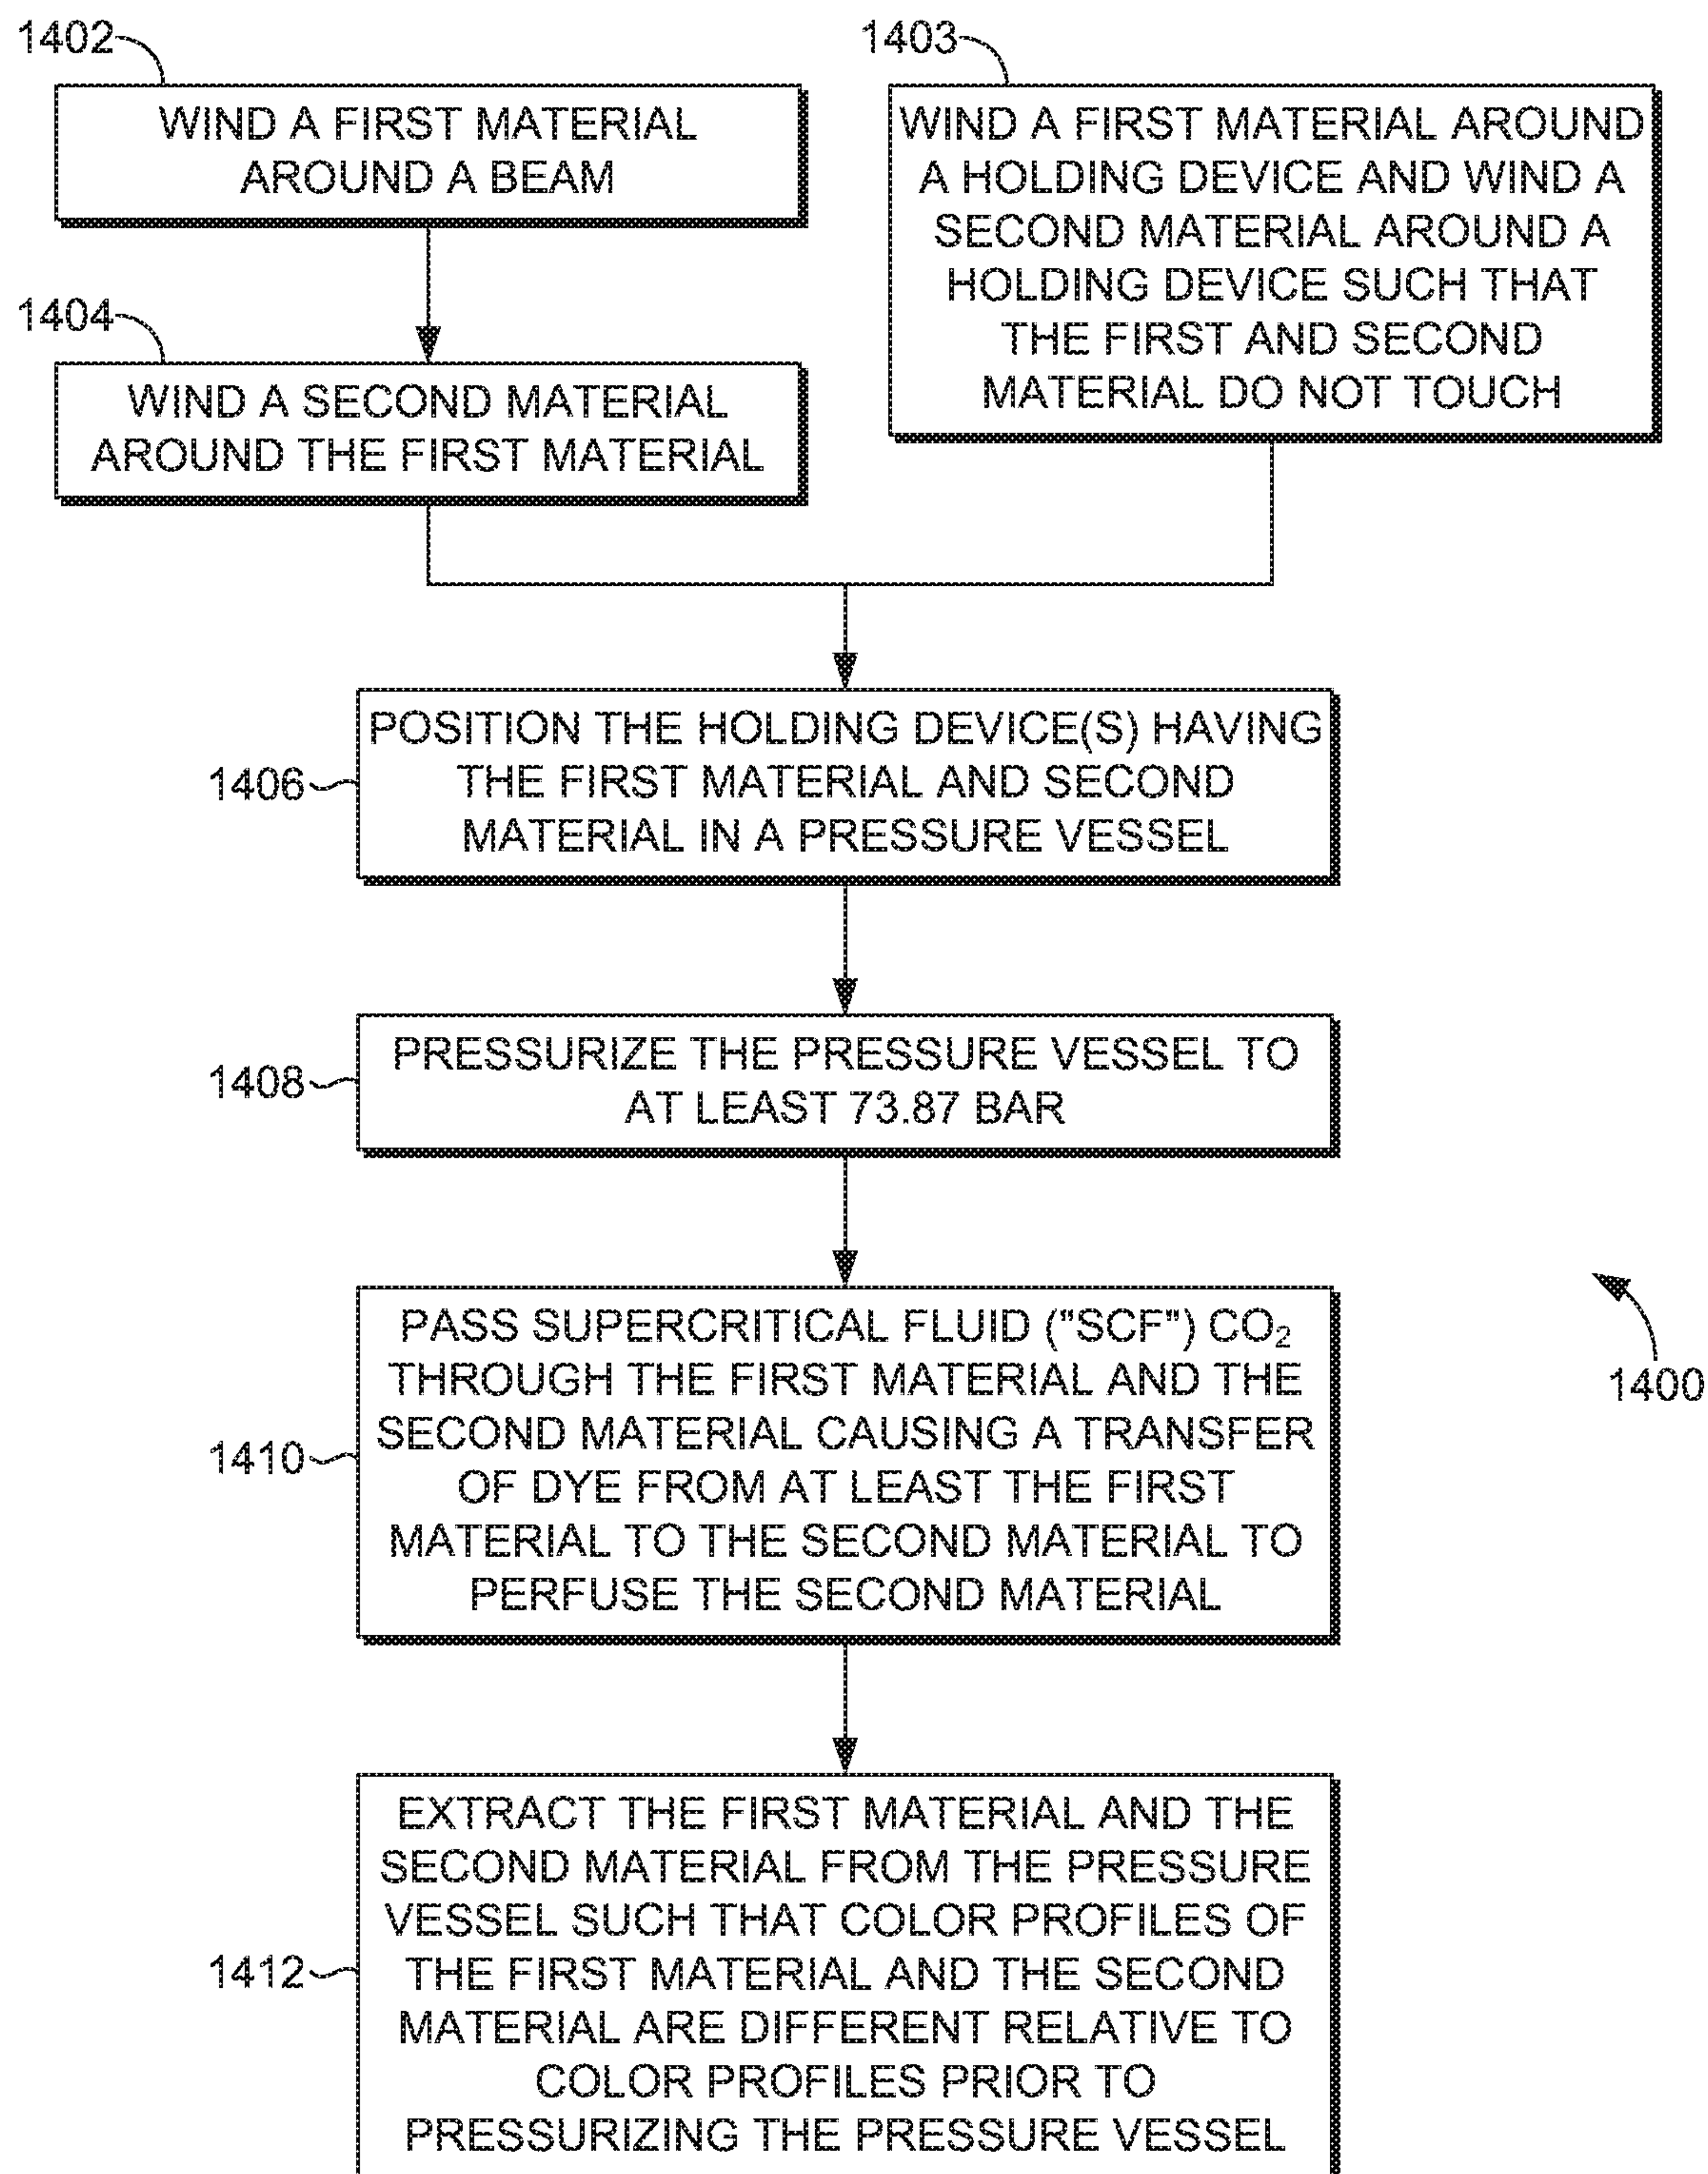 1402
WIND A FIRST MATERIAL
AROUND A BEAM
1403
WIND A FIRST MATERIAL AROUND
A HOLDING DEVICE AND WIND A
SECOND MATERIAL AROUND A
HOLDING DEVICE SUCH THAT
THE FIRST AND SECOND
MATERIAL DO NOT TOUCH
1404
WIND A SECOND MATERIAL
AROUND THE FIRST MATERIAL
1406
POSITION THE HOLDING DEVICE(S) HAVING
THE FIRST MATERIAL AND SECOND
MATERIAL IN A PRESSURE VESSEL
1408
PRESSURIZE THE PRESSURE VESSEL TO
AT LEAST 73.87 BAR
1410
PASS SUPERCRITICAL FLUID ("SCF") CO₂
THROUGH THE FIRST MATERIAL AND THE
SECOND MATERIAL CAUSING A TRANSFER
OF DYE FROM AT LEAST THE FIRST
MATERIAL TO THE SECOND MATERIAL TO
PERFUSE THE SECOND MATERIAL
1400
1412
EXTRACT THE FIRST MATERIAL AND THE
SECOND MATERIAL FROM THE PRESSURE
VESSEL SUCH THAT COLOR PROFILES OF
THE FIRST MATERIAL AND THE SECOND
MATERIAL ARE DIFFERENT RELATIVE TO
COLOR PROFILES PRIOR TO
PRESSURIZING THE PRESSURE VESSEL